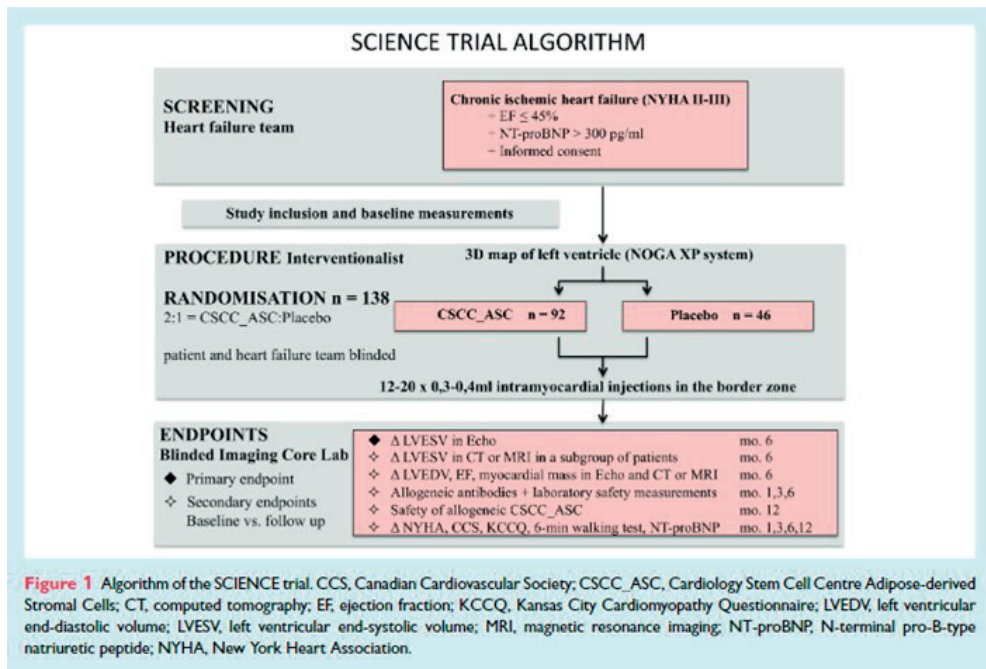 SCIENCE TRIAL ALGORITHM
SCREENING
Heart failure team
Chronic ischemic heart failure (NYHA II-III)
- EF ≤ 45%
- NT-proBNP > 300 pg/ml
- Informed consent
Study inclusion and baseline measurements
PROCEDURE Interventionalist
3D map of left ventricle (NOGA XP system)
RANDOMISATION n = 138
2:1 = CSCC_ASC:Placebo
CSCC_ASC n = 92
Placebo n = 46
patient and heart failure team blinded
12-20 x 0,3-0,4ml intramyocardial injections in the border zone
ENDPOINTS
Blinded Imaging Core Lab
◆ Primary endpoint
✧ Secondary endpoints
Baseline vs. follow up
◆ Δ LVESV in Echo mo. 6
✧ Δ LVESV in CT or MRI in a subgroup of patients mo. 6
✧ Δ LVEDV, EF, myocardial mass in Echo and CT or MRI mo. 6
✧ Allogeneic antibodies + laboratory safety measurements mo. 1,3,6
✧ Safety of allogeneic CSCC_ASC mo. 12
✧ Δ NYHA, CCS, KCCQ, 6-min walking test, NT-proBNP mo. 1,3,6,12
Figure 1 Algorithm of the SCIENCE trial. CCS, Canadian Cardiovascular Society; CSCC_ASC, Cardiology Stem Cell Centre Adipose-derived
Stromal Cells; CT, computed tomography; EF, ejection fraction; KCCQ, Kansas City Cardiomyopathy Questionnaire; LVEDV, left ventricular
end-diastolic volume; LVESV, left ventricular end-systolic volume; MRI, magnetic resonance imaging; NT-proBNP, N-terminal pro-B-type
natriuretic peptide; NYHA, New York Heart Association.